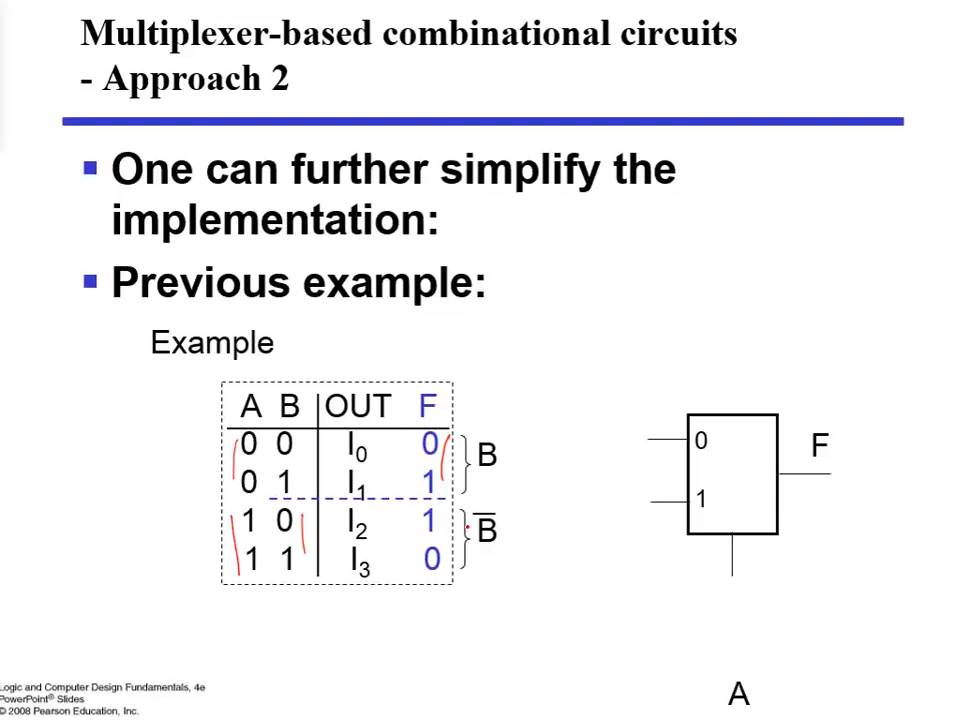 Multiplexer-based combinational circuits
- Approach 2
▪ One can further simplify the
implementation:
▪ Previous example:
Example
A B OUT F
0 0 I₀ 0
0 1 I₁ 1
B
1 0 I₂ 1
1 1 I₃ 0
B̅
0
1
F
A
Logic and Computer Design Fundamentals, 4e
PowerPoint® Slides
© 2008 Pearson Education, Inc.